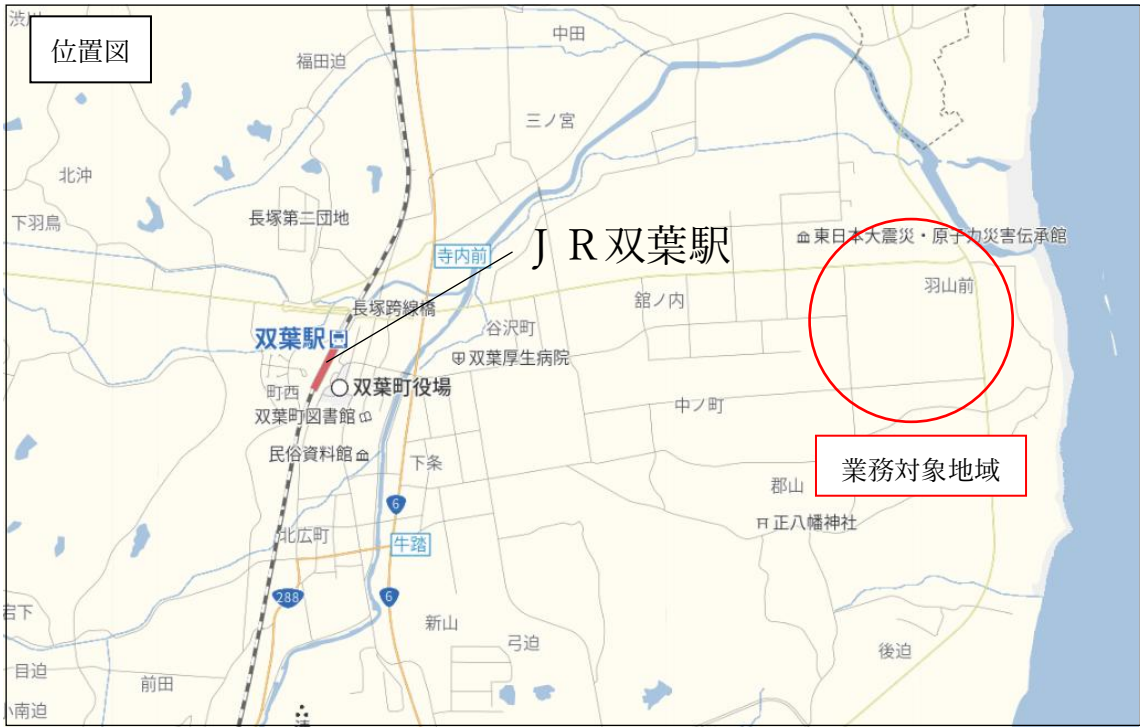 渋川
位置図
中田
福田迫
三ノ宮
北沖
下羽鳥
長塚第二団地
東日本大震災・原子力災害伝承館
ＪＲ双葉駅
寺内前
羽山前
舘ノ内
長塚跨線橋
谷沢町
双葉駅
双葉厚生病院
町西
双葉町役場
中ノ町
双葉町図書館
民俗資料館
下条
業務対象地域
郡山
6
正八幡神社
北広町
牛踏
288
6
岩下
新山
弓迫
後迫
目迫
前田
小南迫